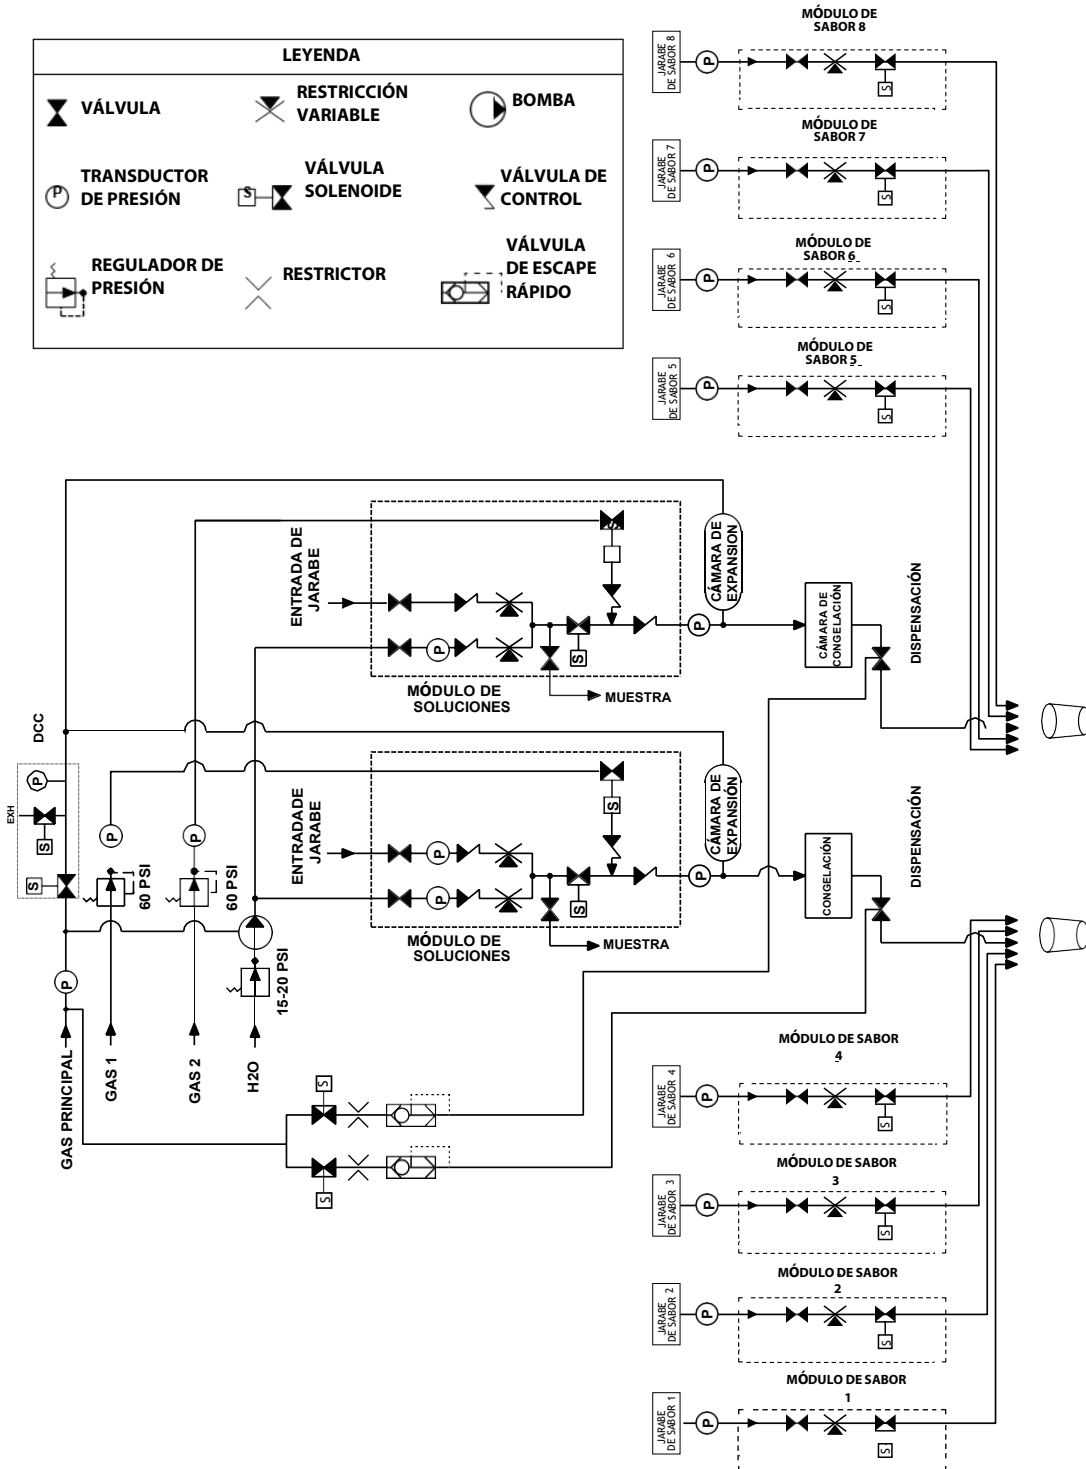 LEYENDA
VÁLVULA
RESTRICCIÓN
VARIABLE
BOMBA
P
TRANSDUCTOR
DE PRESIÓN
S
VÁLVULA
SOLENOIDE
VÁLVULA DE
CONTROL
REGULADOR DE
PRESIÓN
RESTRICTOR
VÁLVULA
DE ESCAPE
RÁPIDO
MÓDULO DE
SABOR 8
JARABE
DE SABOR 8
P
S
MÓDULO DE
SABOR 7
JARABE
DE SABOR 7
P
S
MÓDULO DE
SABOR 6
JARABE
DE SABOR 6
P
S
MÓDULO DE
SABOR 5
JARABE
DE SABOR 5
P
S
ENTRADA DE
JARABE
S
P
S
P
MÓDULO DE
SOLUCIONES
MUESTRA
CÁMARA DE
EXPANSION
CÁMARA DE
CONGELACIÓN
DISPENSACIÓN
DCC
P
EXH
S
S
P
60 PSI
P
60 PSI
15-20 PSI
P
GAS PRINCIPAL
GAS 1
GAS 2
H2O
ENTRADADE
JARABE
S
P
P
S
P
MÓDULO DE
SOLUCIONES
MUESTRA
CÁMARA DE
EXPANSIÓN
CONGELACIÓN
DISPENSACIÓN
S
S
MÓDULO DE SABOR
4
JARABE
DE SABOR 4
P
S
MÓDULO DE SABOR
3
JARABE
DE SABOR 3
P
S
MÓDULO DE SABOR
2
JARABE
DE SABOR 2
P
S
MÓDULO DE SABOR
1
JARABE
DE SABOR 1
P
S